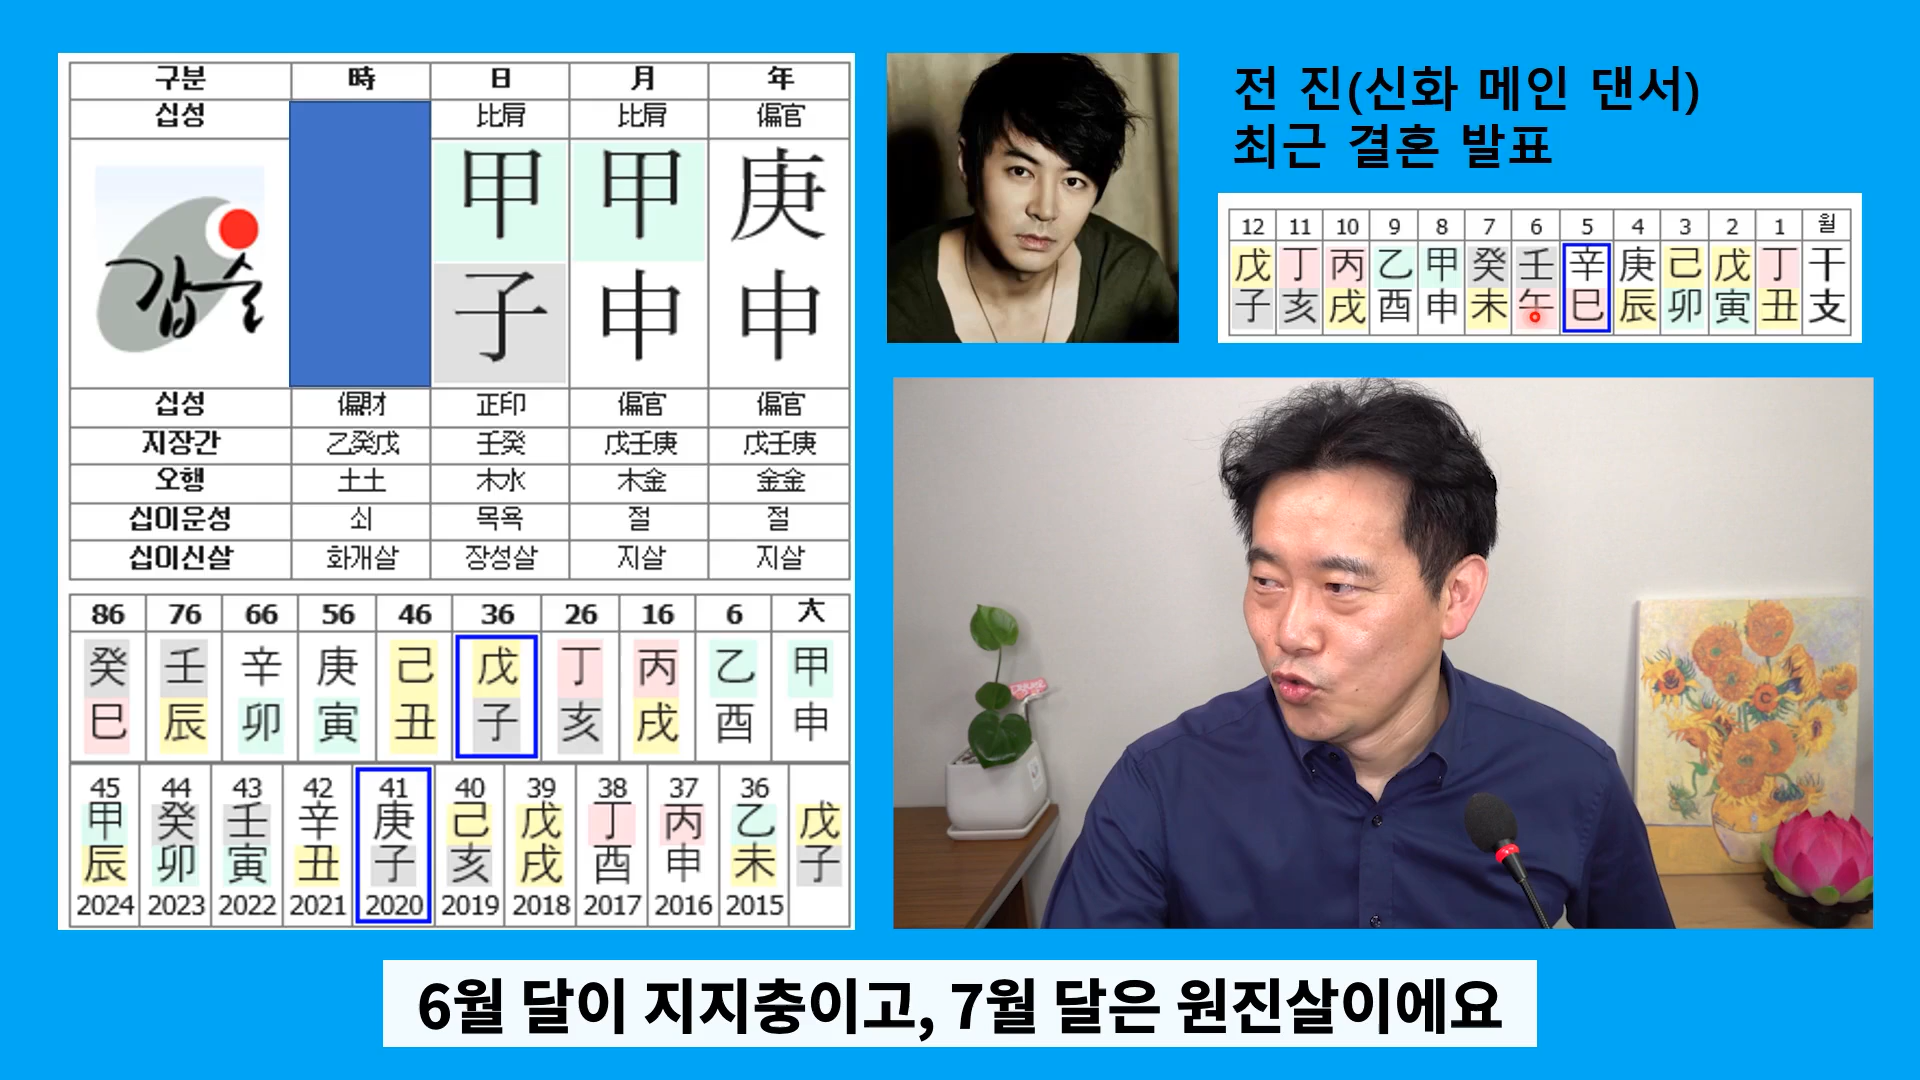 구분 時 日 月 年
십성 比肩 比肩 偏官
甲 甲 庚
갑술
子 申 申
십성 偏財 正印 偏官 偏官
지장간 乙癸戊 壬癸 戊壬庚 戊壬庚
오행 土土 木水 木金 金金
십이운성 쇠 목욕 절 절
십이신살 화개살 장성살 지살 지살
86 76 66 56 46 36 26 16 6 大
癸 壬 辛 庚 己 戊 丁 丙 乙 甲
巳 辰 卯 寅 丑 子 亥 戌 酉 申
45 44 43 42 41 40 39 38 37 36
甲 癸 壬 辛 庚 己 戊 丁 丙 乙 戊
辰 卯 寅 丑 子 亥 戌 酉 申 未 子
2024 2023 2022 2021 2020 2019 2018 2017 2016 2015
전 진(신화 메인 댄서)
최근 결혼 발표
12 11 10 9 8 7 6 5 4 3 2 1 월
戊 丁 丙 乙 甲 癸 壬 辛 庚 己 戊 丁 干
子 亥 戌 酉 申 未 午 巳 辰 卯 寅 丑 支
6월 달이 지지충이고, 7월 달은 원진살이에요